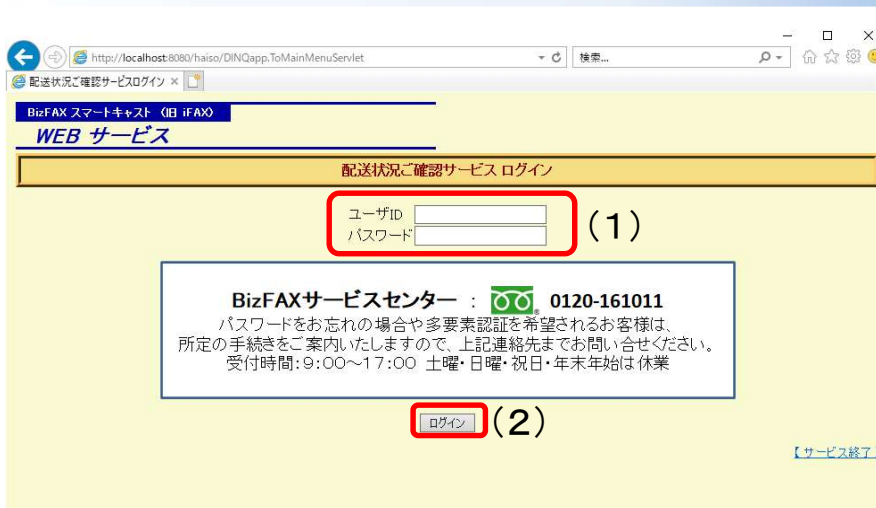 http://localhost:8080/haiso/DINQapp.ToMainMenuServlet
検索...
配送状況ご確認サービスログイン
BizFAX スマートキャスト (旧 iFAX)
WEB サービス
配送状況ご確認サービス ログイン
ユーザID
パスワード
(1)
BizFAXサービスセンター : 0120-161011
パスワードをお忘れの場合や多要素認証を希望されるお客様は、
所定の手続きをご案内いたしますので、上記連絡先までお問い合せください。
受付時間:9:00~17:00 土曜・日曜・祝日・年末年始は休業
ログイン
(2)
【 サービス終了